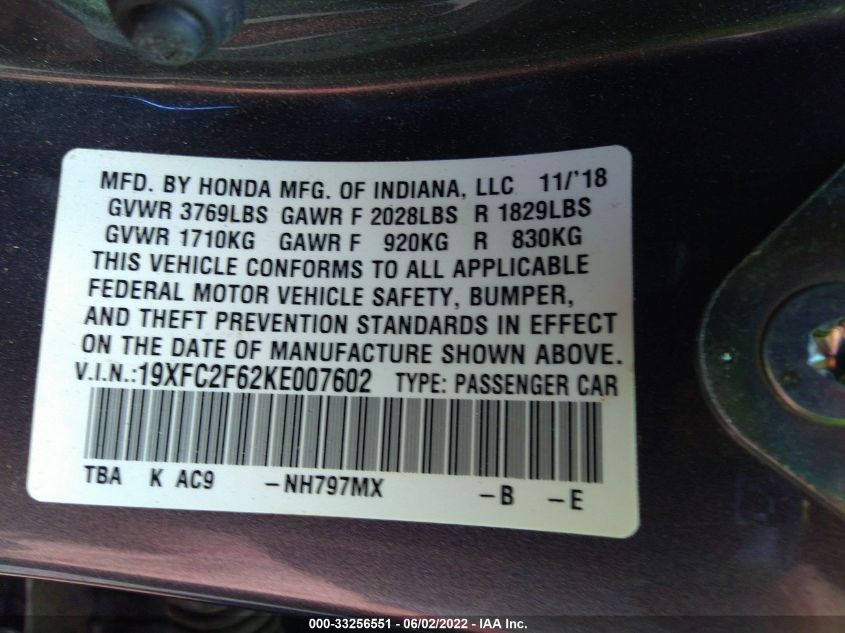 MFD. BY HONDA MFG. OF INDIANA, LLC 11/'18
GVWR 3769LBS GAWR F 2028LBS R 1829LBS
GVWR 1710KG GAWR F 920KG R 830KG
THIS VEHICLE CONFORMS TO ALL APPLICABLE
FEDERAL MOTOR VEHICLE SAFETY, BUMPER,
AND THEFT PREVENTION STANDARDS IN EFFECT
ON THE DATE OF MANUFACTURE SHOWN ABOVE.
V.I.N.:19XFC2F62KE007602 TYPE: PASSENGER CAR
TBA K AC9 -NH797MX -B -E
000-33256551 - 06/02/2022 - IAA Inc.